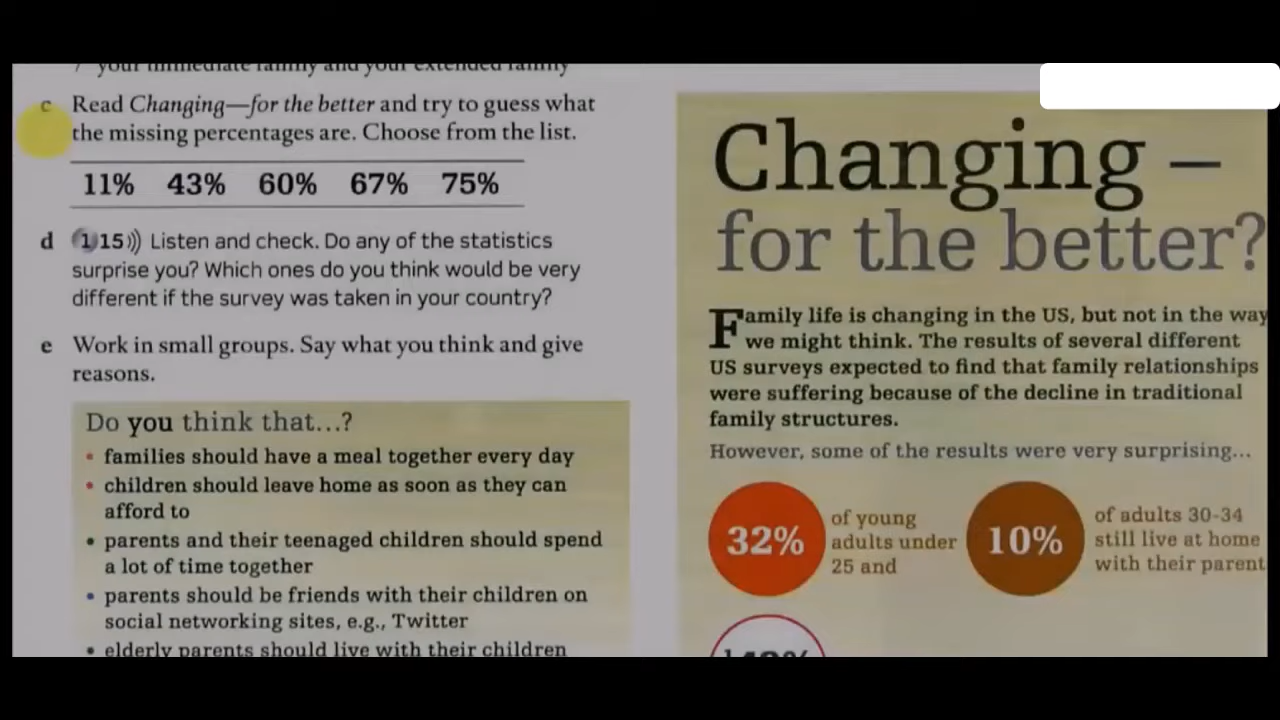 7 your immediate family and your extended family
c Read Changing—for the better and try to guess what
the missing percentages are. Choose from the list.
11% 43% 60% 67% 75%
d 1 15))) Listen and check. Do any of the statistics
surprise you? Which ones do you think would be very
different if the survey was taken in your country?
e Work in small groups. Say what you think and give
reasons.
Do you think that...?
• families should have a meal together every day
• children should leave home as soon as they can
afford to
• parents and their teenaged children should spend
a lot of time together
• parents should be friends with their children on
social networking sites, e.g., Twitter
• elderly parents should live with their children
Changing –
for the better?
Family life is changing in the US, but not in the way
we might think. The results of several different
US surveys expected to find that family relationships
were suffering because of the decline in traditional
family structures.
However, some of the results were very surprising...
32% of young
adults under
25 and
10% of adults 30-34
still live at home
with their parent